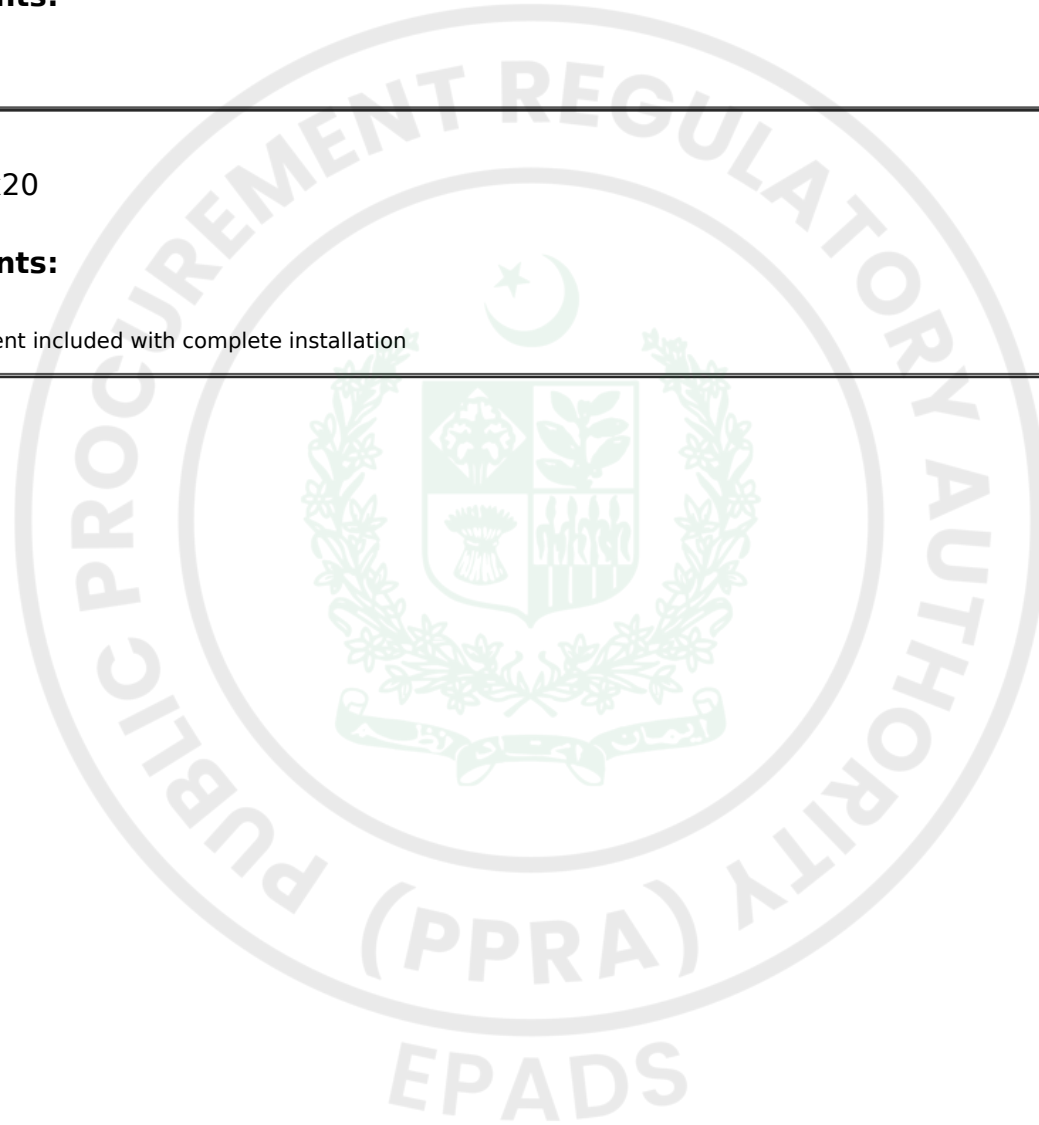 nts:
20
nts:
ent included with complete installation
PUBLIC PROCUREMENT REGULATORY AUTHORITY
(PPRA)
EPADS